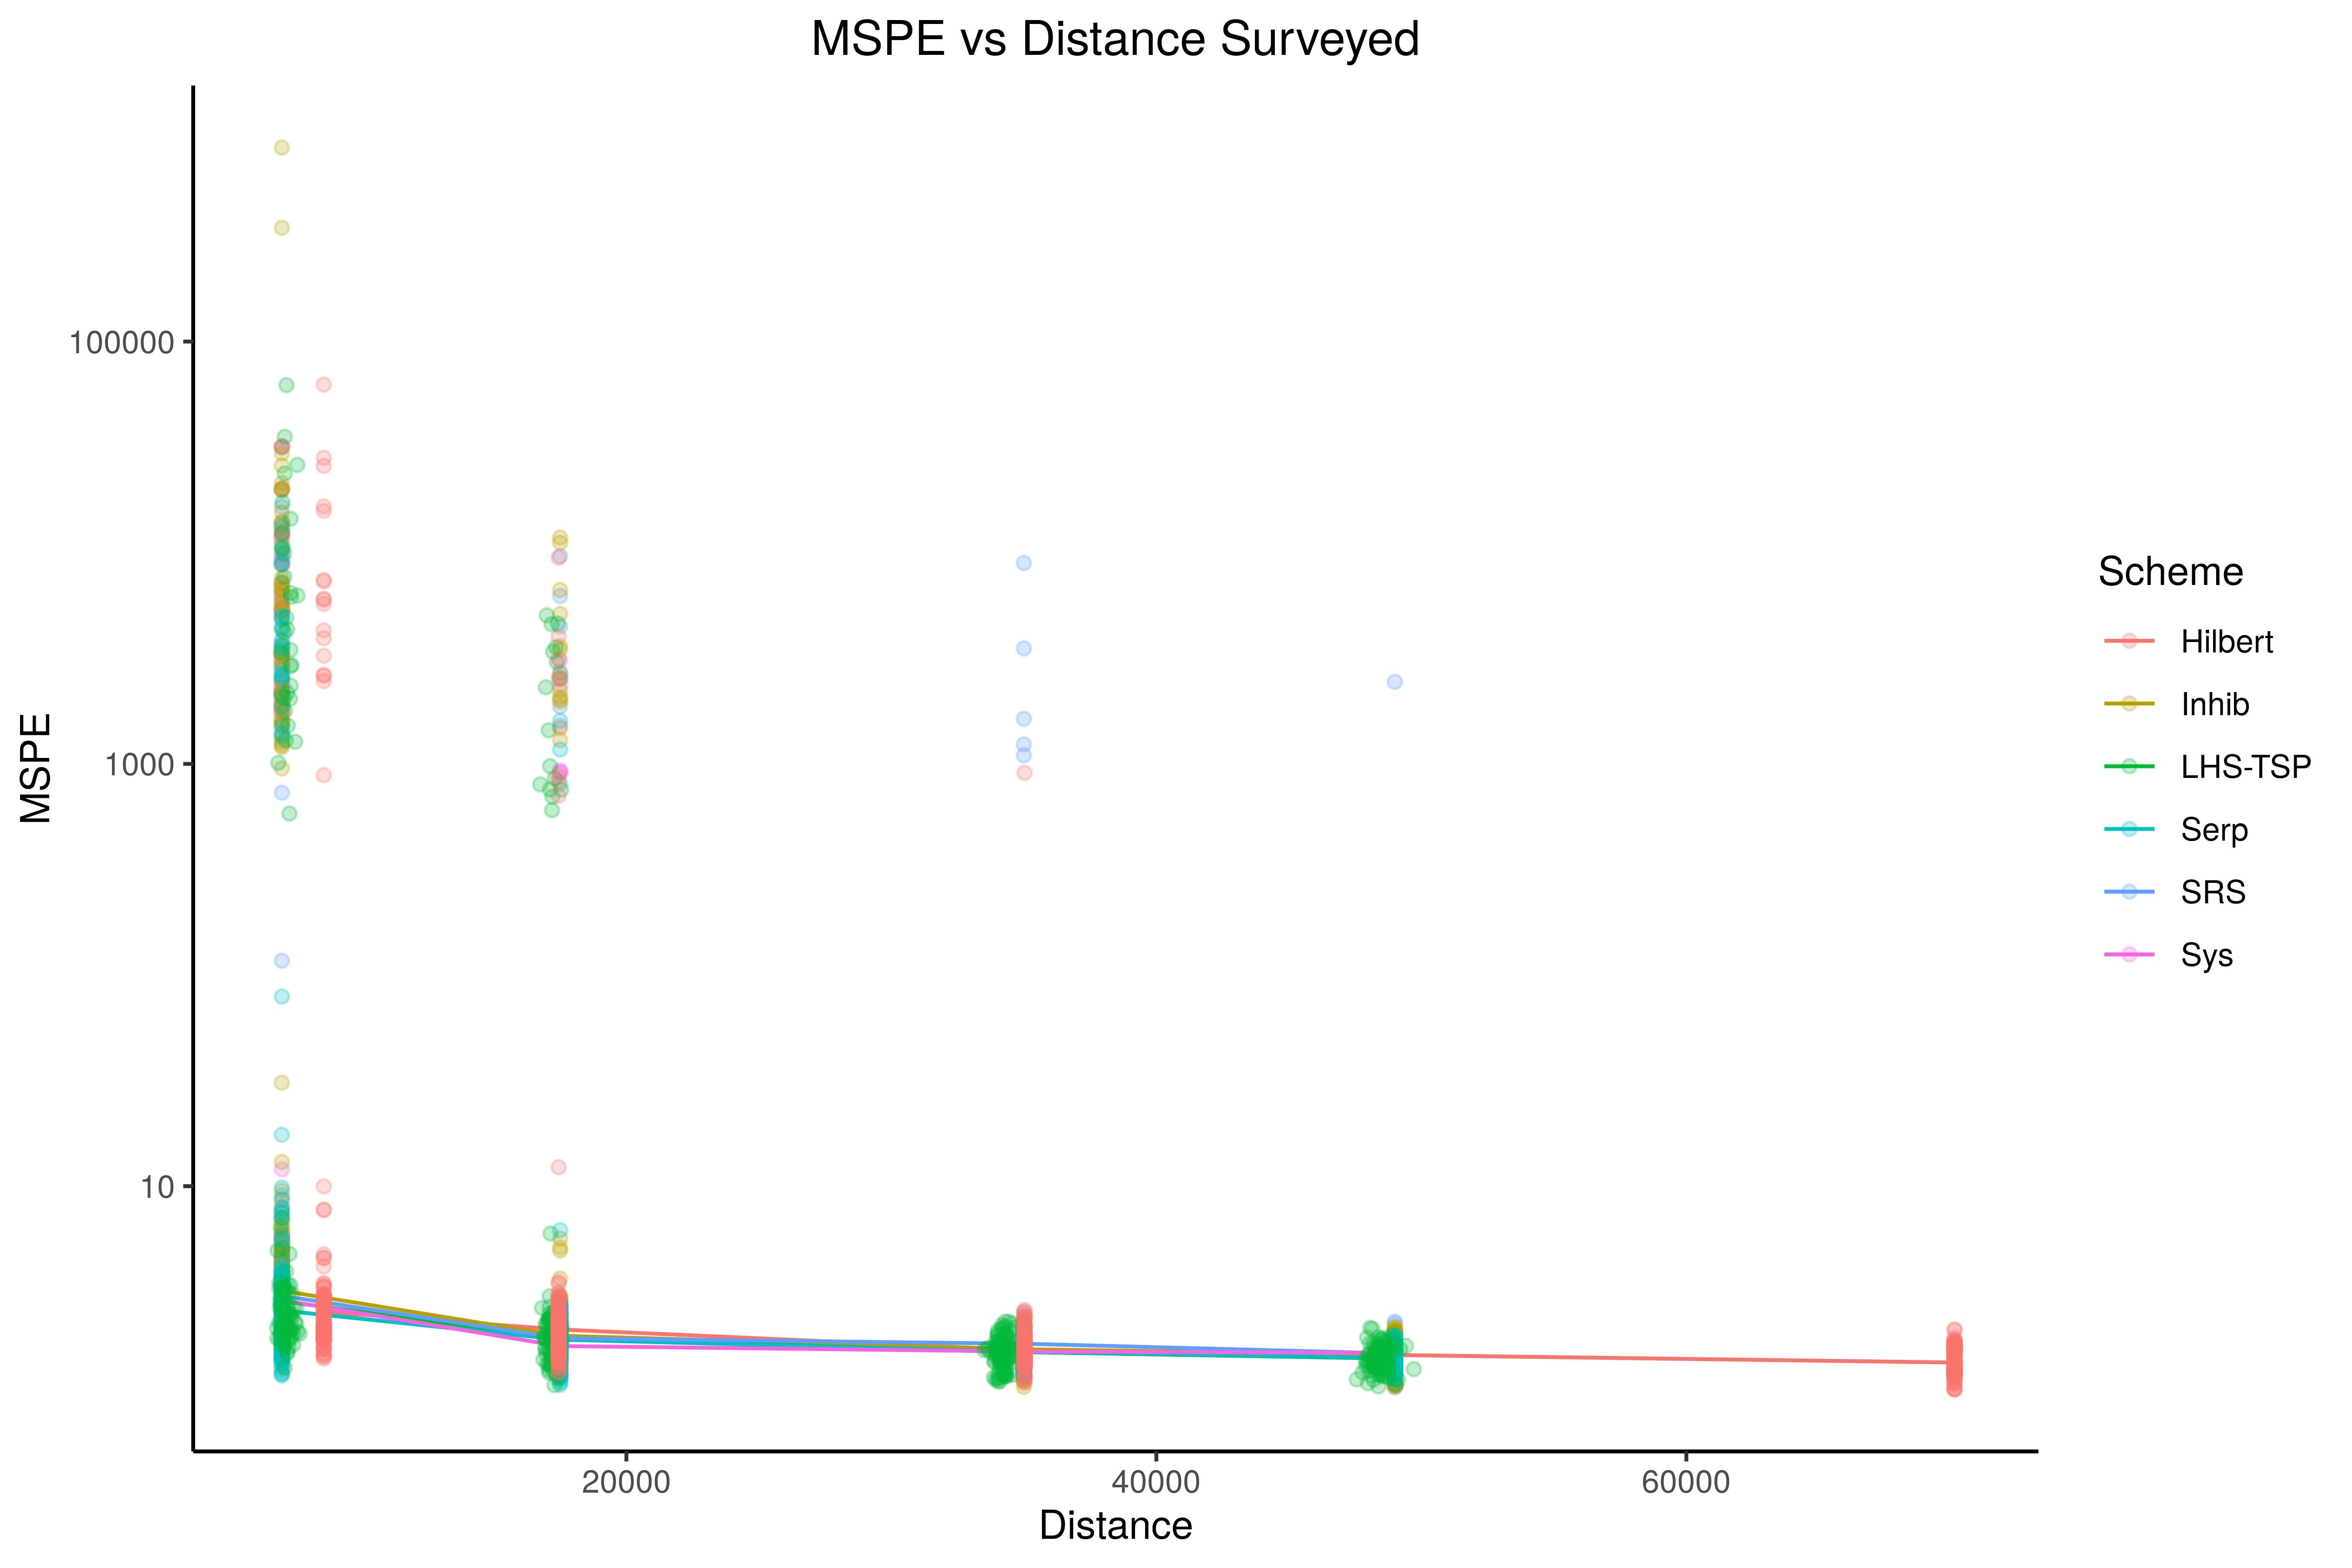 MSPE vs Distance Surveyed
MSPE
100000
1000
10
20000
40000
60000
Distance
Scheme
Hilbert
Inhib
LHS-TSP
Serp
SRS
Sys